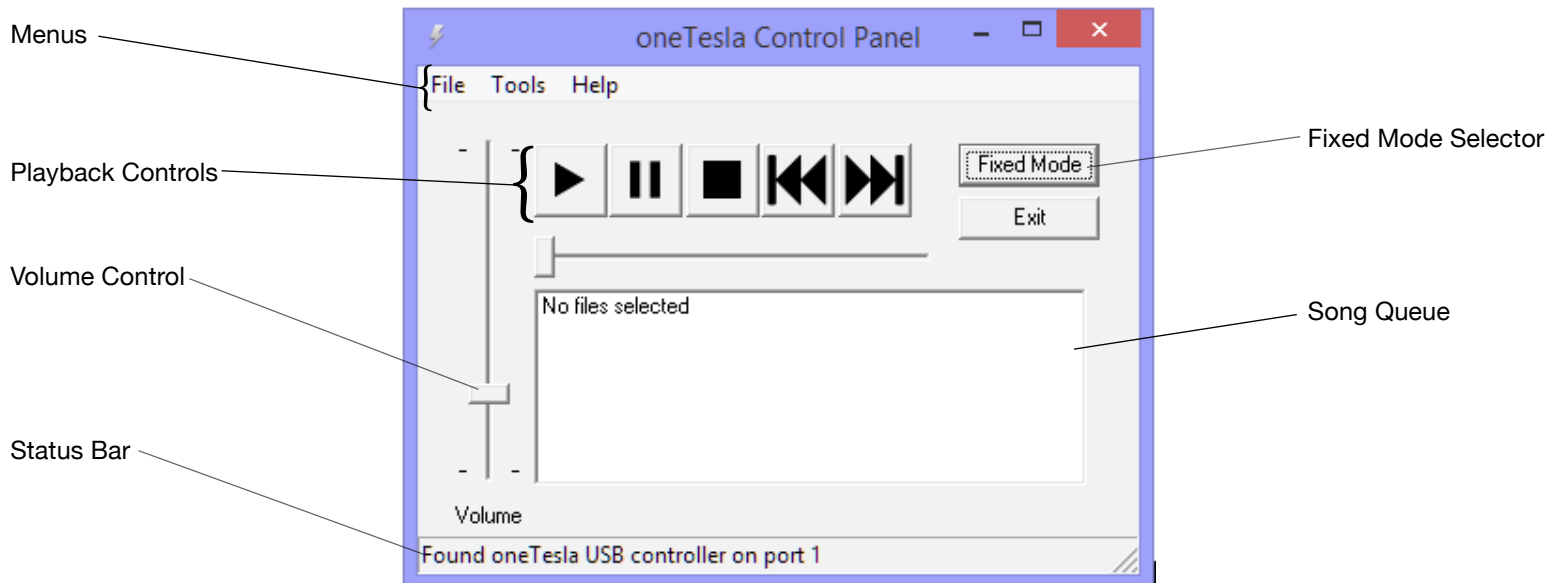 Menus
oneTesla Control Panel
File Tools Help
Fixed Mode Selector
Playback Controls
Fixed Mode
Exit
Volume Control
No files selected
Song Queue
Status Bar
Volume
Found oneTesla USB controller on port 1